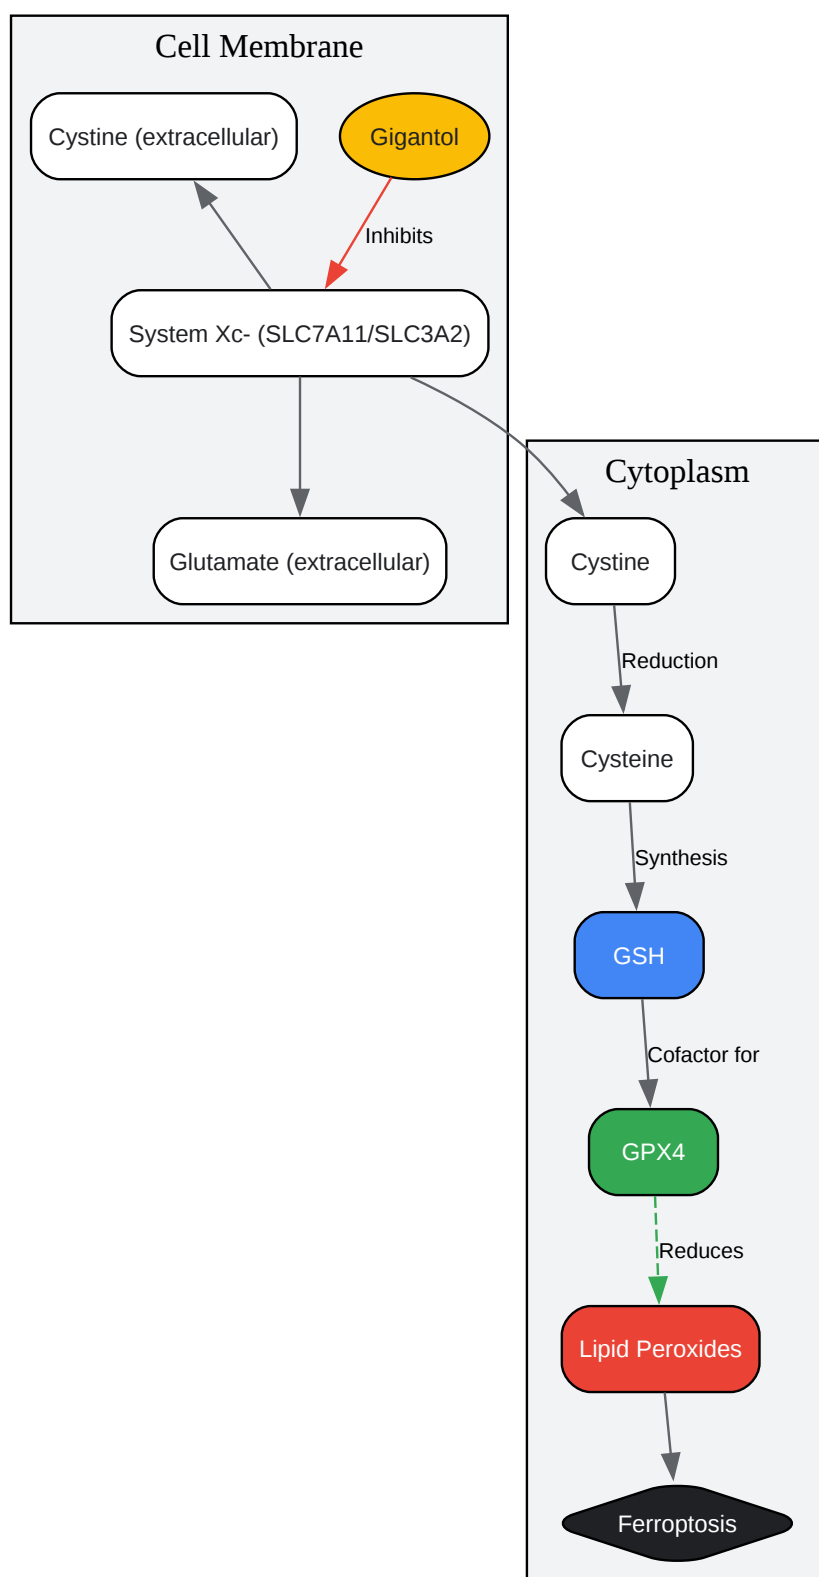 Cell Membrane
Cystine (extracellular)
Gigantol
Inhibits
System Xc- (SLC7A11/SLC3A2)
Glutamate (extracellular)
Cytoplasm
Cystine
Reduction
Cysteine
Synthesis
GSH
Cofactor for
GPX4
Reduces
Lipid Peroxides
Ferroptosis